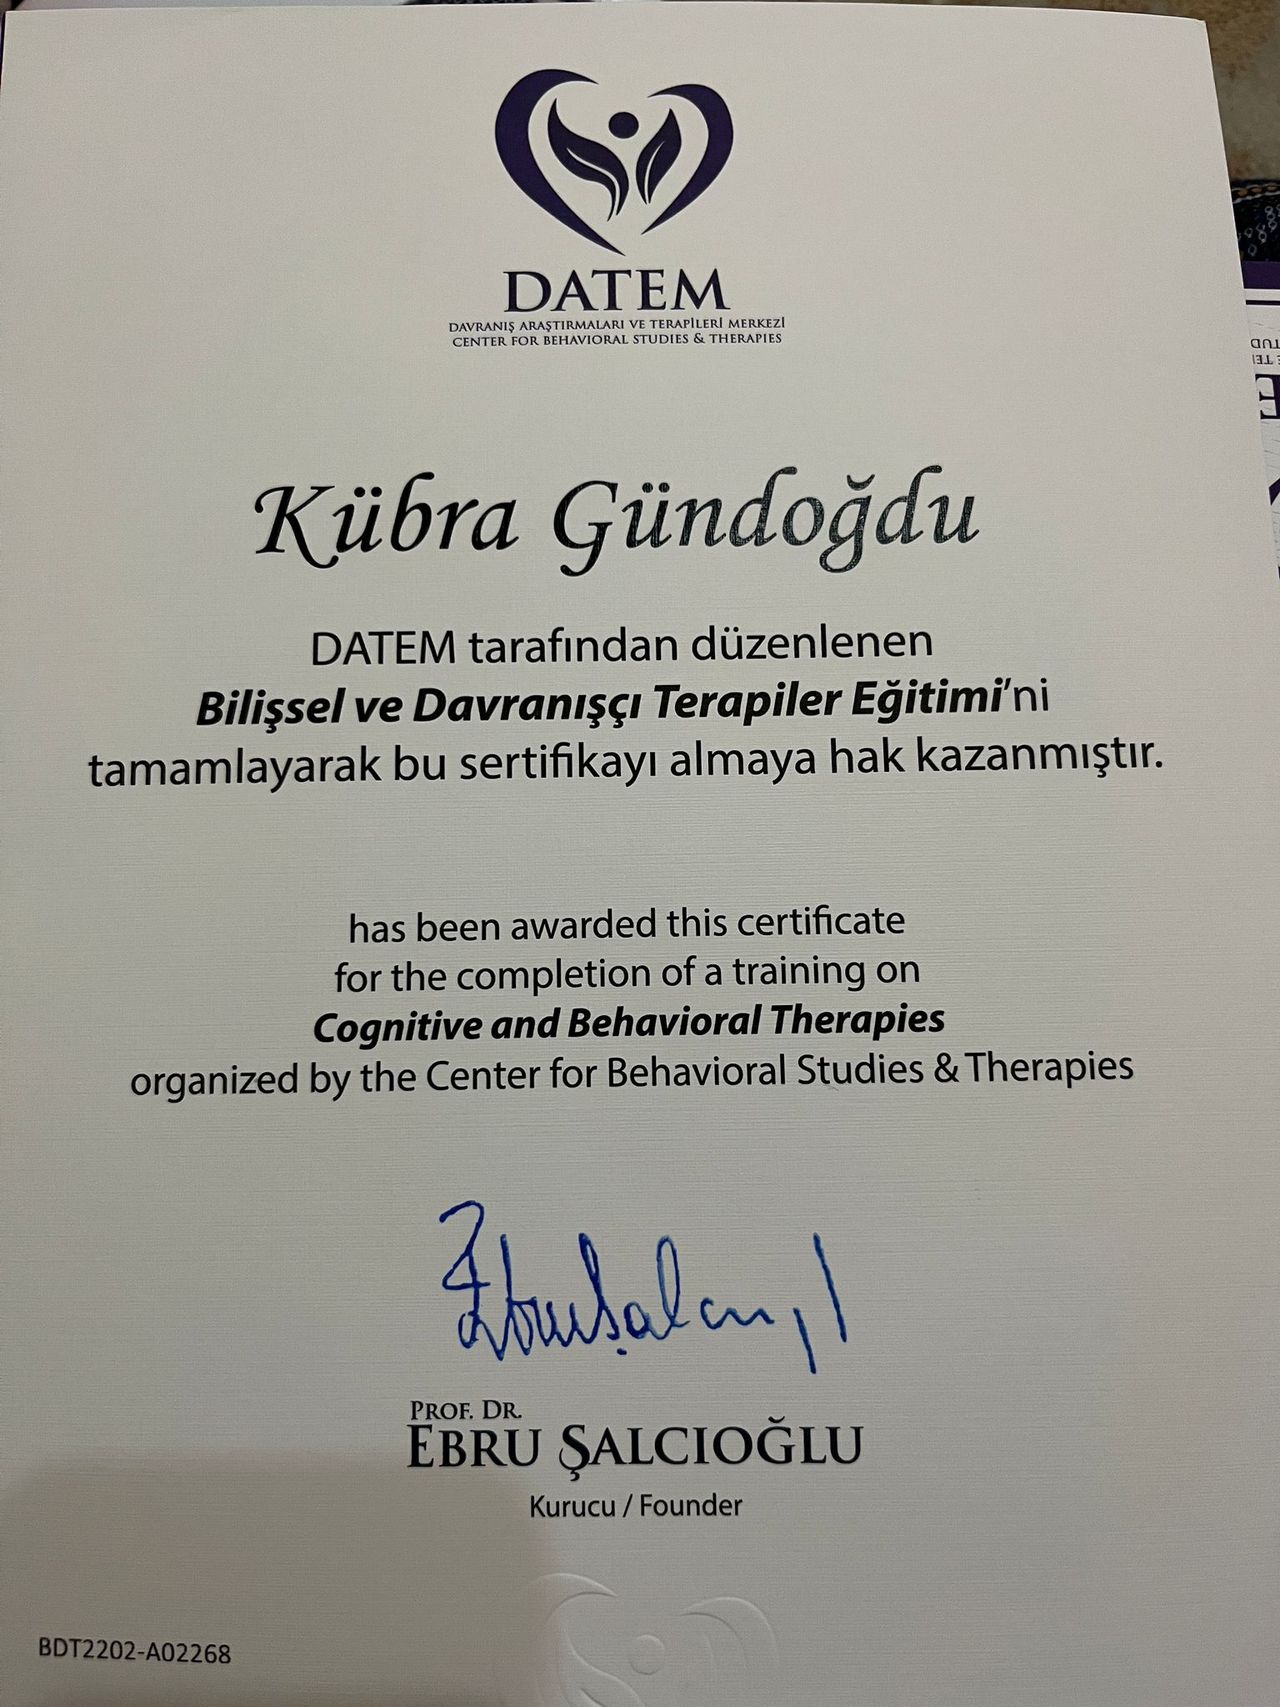 DATEM
DAVRANIŞ ARAŞTIRMALARI VE TERAPİLERİ MERKEZİ
CENTER FOR BEHAVIORAL STUDIES & THERAPIES
Kübra Gündoğdu
DATEM tarafından düzenlenen
Bilişsel ve Davranışçı Terapiler Eğitimi’ni
tamamlayarak bu sertifikayı almaya hak kazanmıştır.
has been awarded this certificate
for the completion of a training on
Cognitive and Behavioral Therapies
organized by the Center for Behavioral Studies & Therapies
PROF. DR.
EBRU ŞALCIOĞLU
Kurucu / Founder
BDT2202-A02268